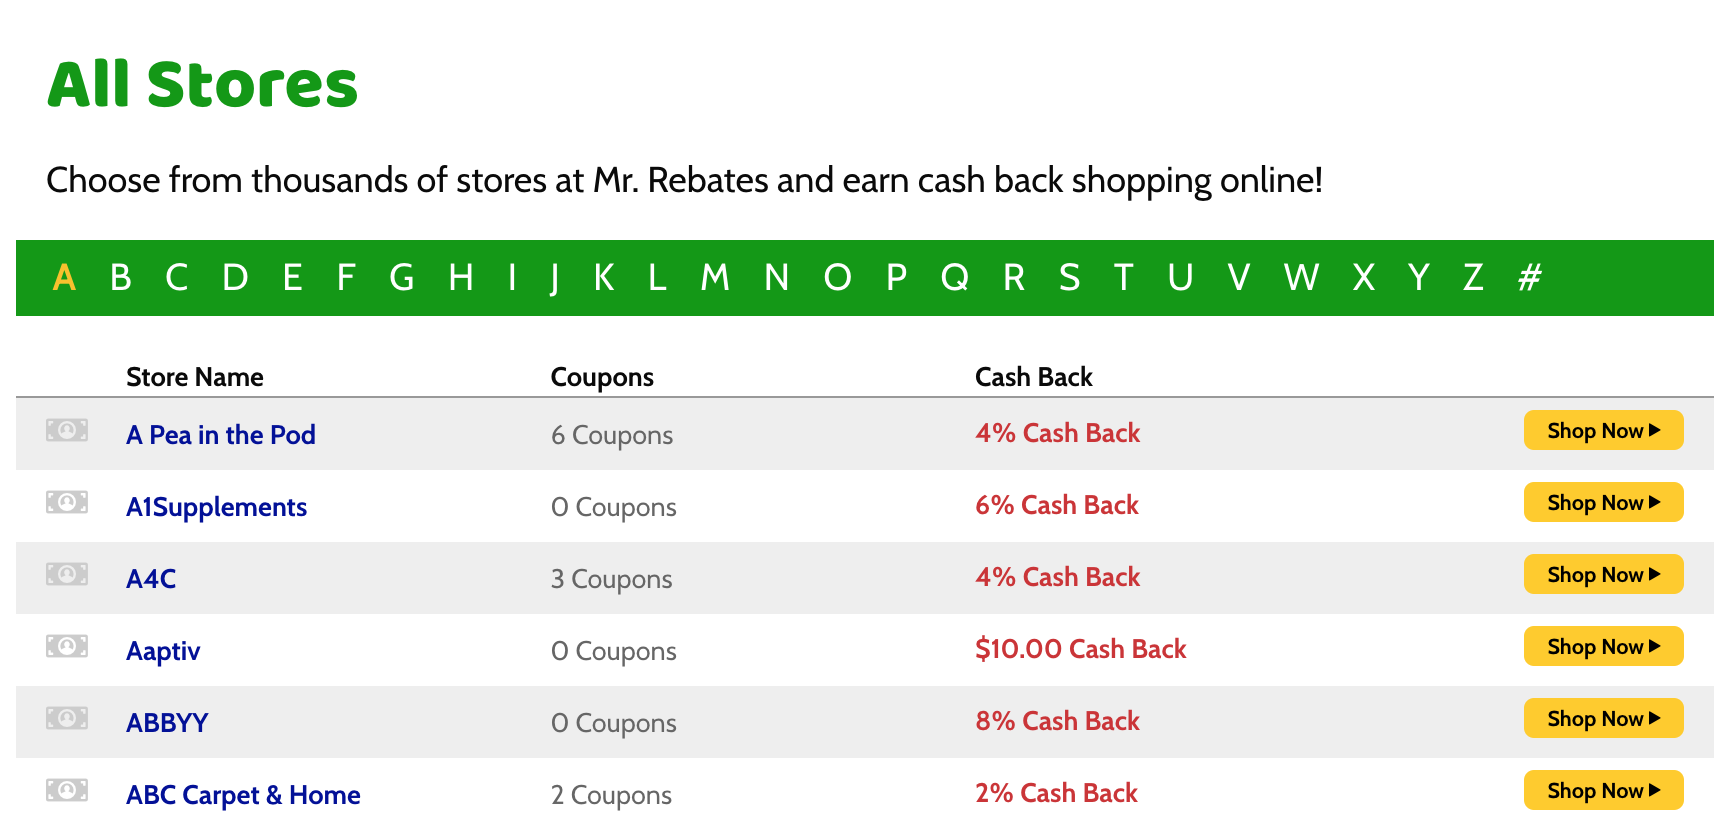 All Stores
Choose from thousands of stores at Mr. Rebates and earn cash back shopping online!
A B C D E F G H I J K L M N O P Q R S T U V W X Y Z #
Store Name Coupons Cash Back
A Pea in the Pod 6 Coupons 4% Cash Back Shop Now
A1Supplements 0 Coupons 6% Cash Back Shop Now
A4C 3 Coupons 4% Cash Back Shop Now
Aaptiv 0 Coupons $10.00 Cash Back Shop Now
ABBYY 0 Coupons 8% Cash Back Shop Now
ABC Carpet & Home 2 Coupons 2% Cash Back Shop Now